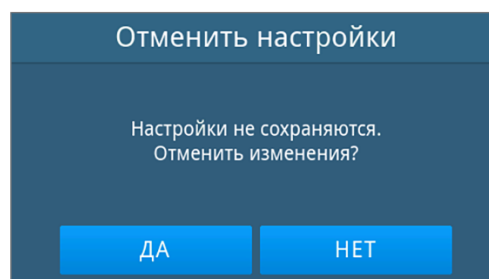 Отменить настройки
Настройки не сохраняются.
Отменить изменения?
ДА НЕТ